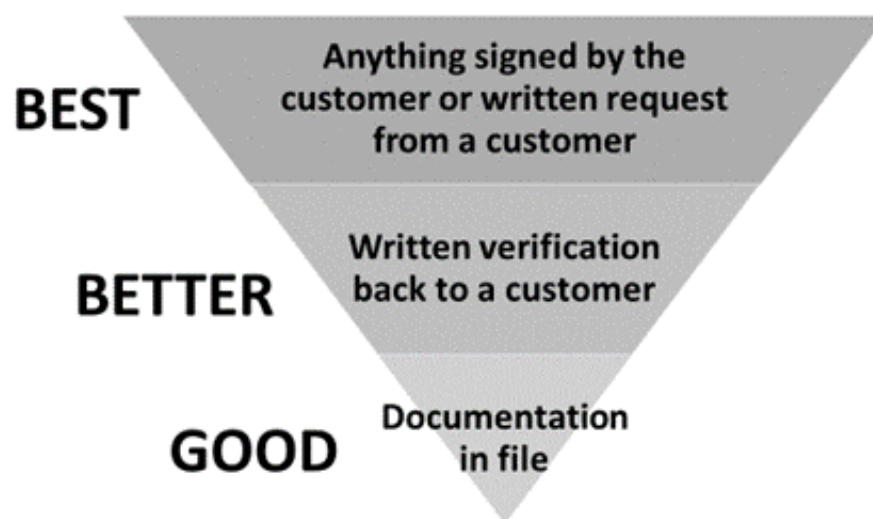 BEST
Anything signed by the
customer or written request
from a customer
BETTER
Written verification
back to a customer
GOOD
Documentation
in file